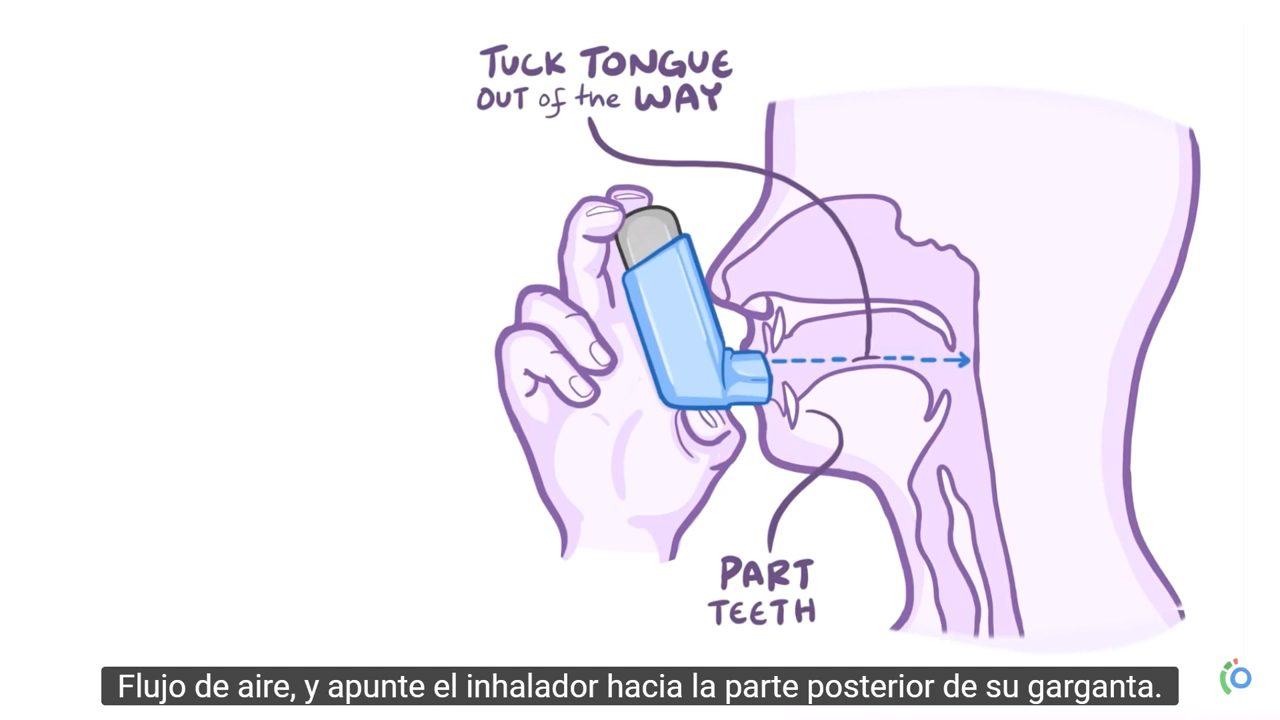 TUCK TONGUE
OUT of the WAY
PART
TEETH
Flujo de aire, y apunte el inhalador hacia la parte posterior de su garganta.